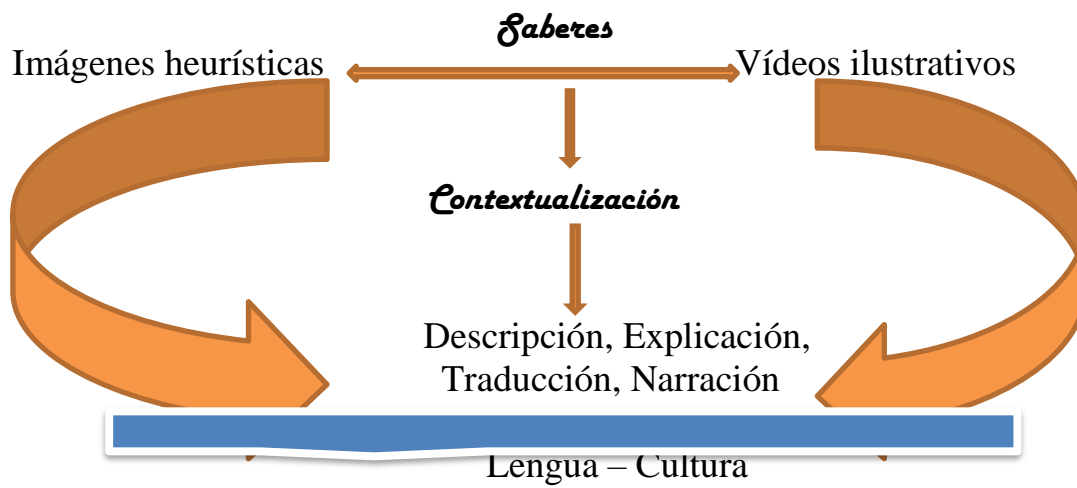 Saberes
Imágenes heurísticas Vídeos ilustrativos
Contextualización
Descripción, Explicación,
Traducción, Narración
Lengua – Cultura